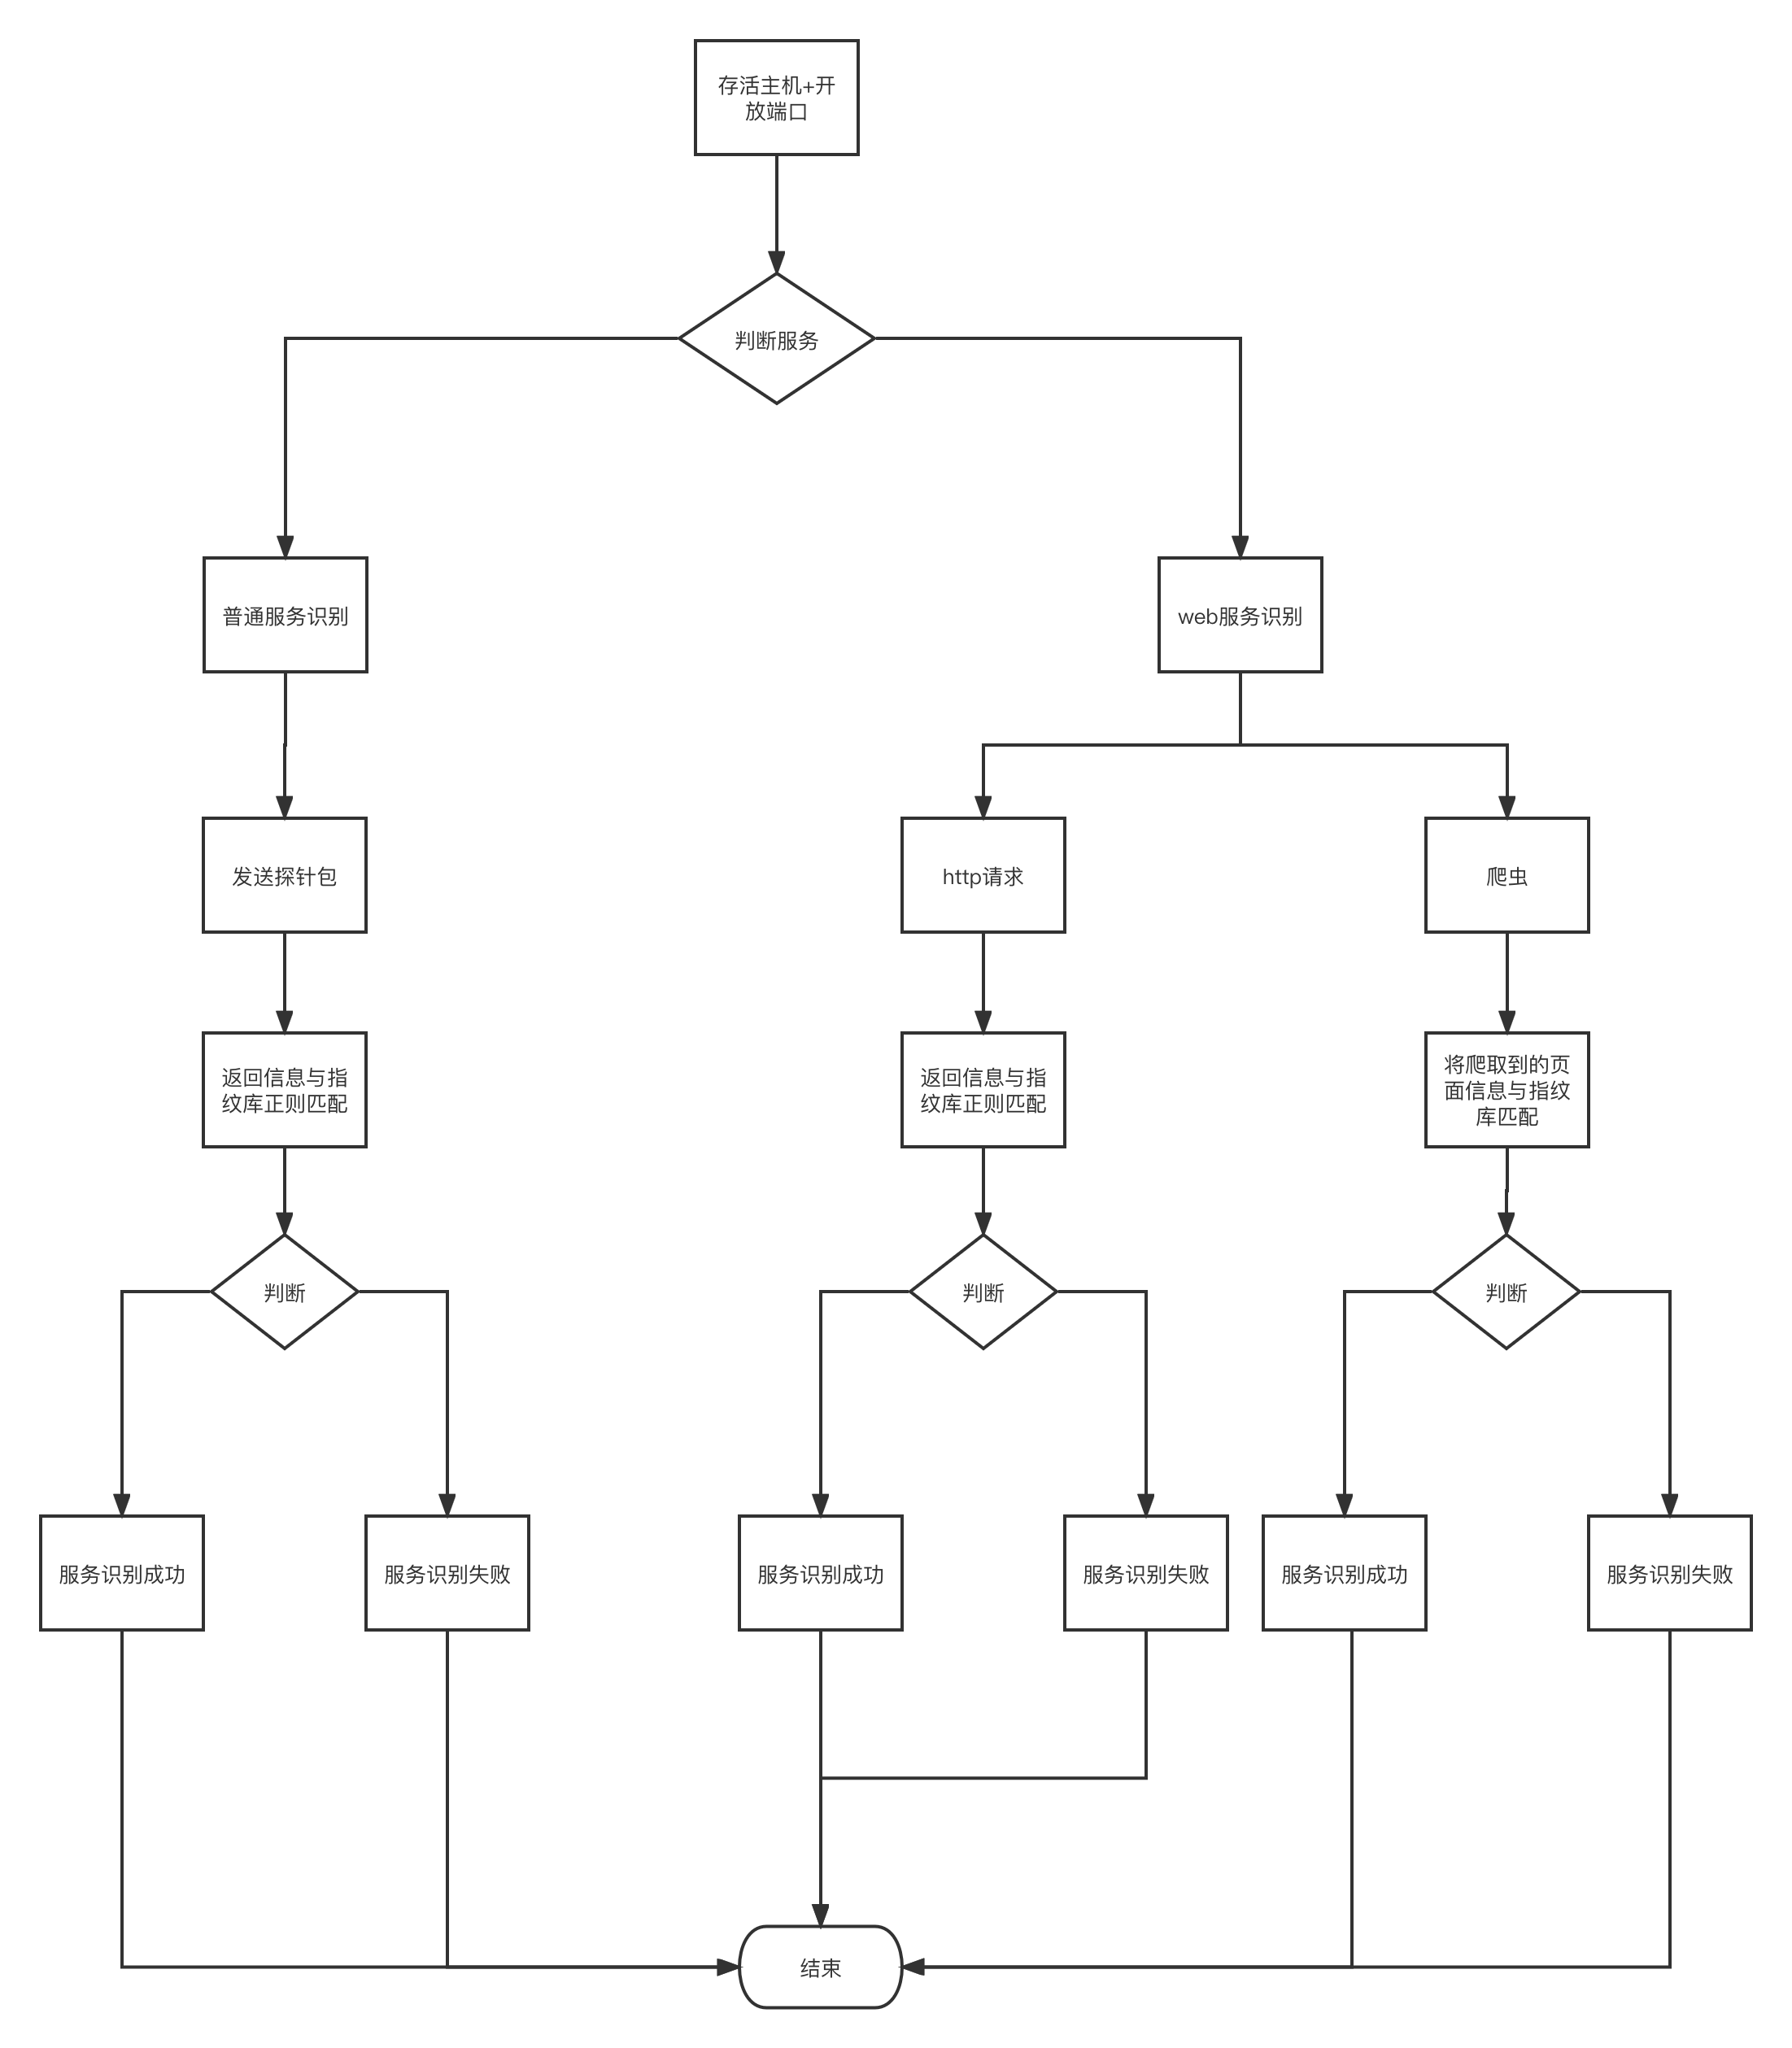 存活主机+开
放端口
判断服务
普通服务识别
web服务识别
发送探针包
http请求
爬虫
返回信息与指
纹库正则匹配
返回信息与指
纹库正则匹配
将爬取到的页
面信息与指纹
库匹配
判断
判断
判断
服务识别成功
服务识别失败
服务识别成功
服务识别失败
服务识别成功
服务识别失败
结束